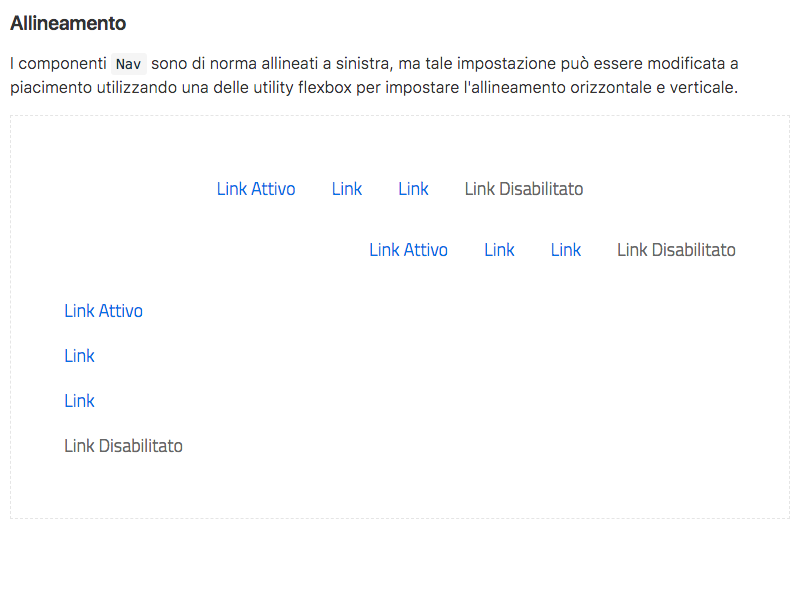 Allineamento
I componenti Nav sono di norma allineati a sinistra, ma tale impostazione può essere modificata a
piacimento utilizzando una delle utility flexbox per impostare l'allineamento orizzontale e verticale.
Link Attivo Link Link Link Disabilitato
Link Attivo Link Link Link Disabilitato
Link Attivo
Link
Link
Link Disabilitato